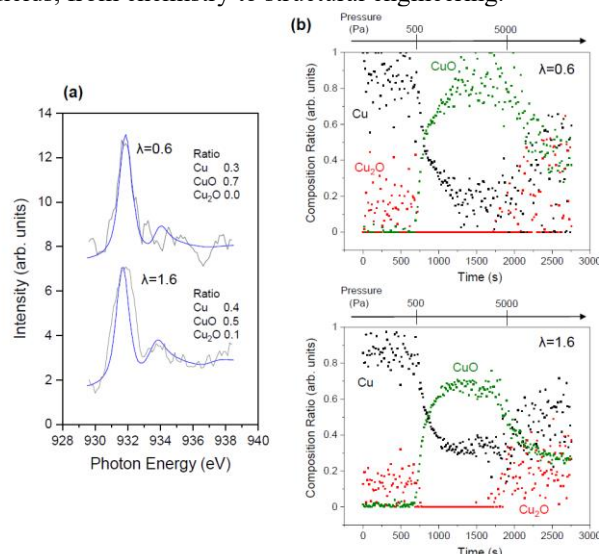 fields, from chemistry to structural engineering.
(a)
Intensity (arb. units)
14
12
10
8
6
4
2
0
λ=0.6
Ratio
Cu 0.3
CuO 0.7
Cu2O 0.0
λ=1.6
Ratio
Cu 0.4
CuO 0.5
Cu2O 0.1
928 930 932 934 936 938 940
Photon Energy (eV)
(b)
Pressure
(Pa)
500
5000
λ=0.6
CuO
Cu
Cu2O
Composition Ratio (arb. units)
1
0.8
0.6
0.4
0.2
0
0 500 1000 1500 2000 2500 3000
Time (s)
Pressure
(Pa)
500
5000
λ=1.6
CuO
Cu
Cu2O
Composition Ratio (arb. units)
1
0.8
0.6
0.4
0.2
0
0 500 1000 1500 2000 2500 3000
Time (s)